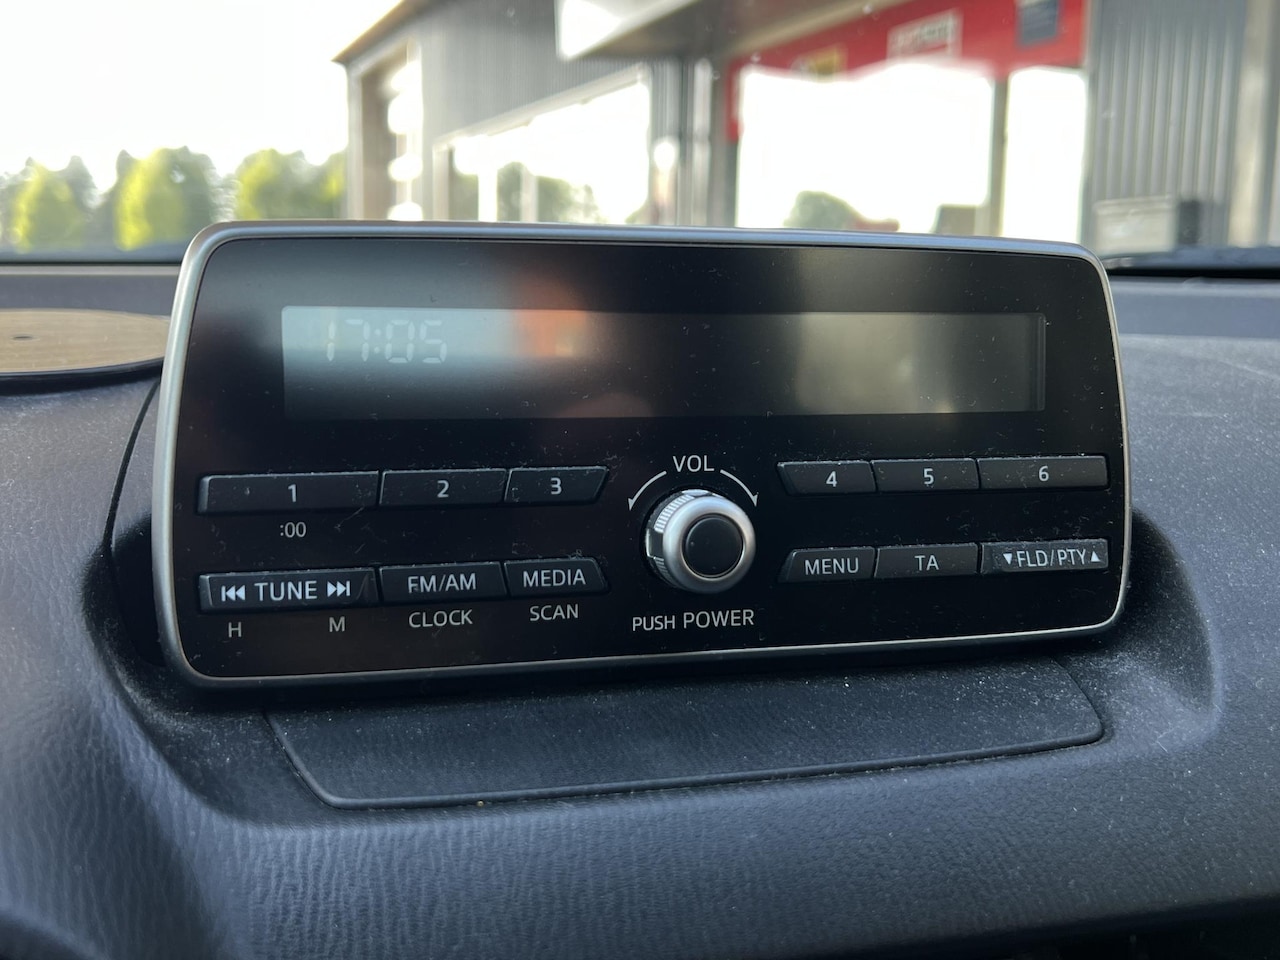 17:05
VOL
1 2 3 4 5 6
:00
⏮ TUNE ⏭ FM/AM MEDIA MENU TA ▼FLD/PTY▲
H M CLOCK SCAN PUSH POWER